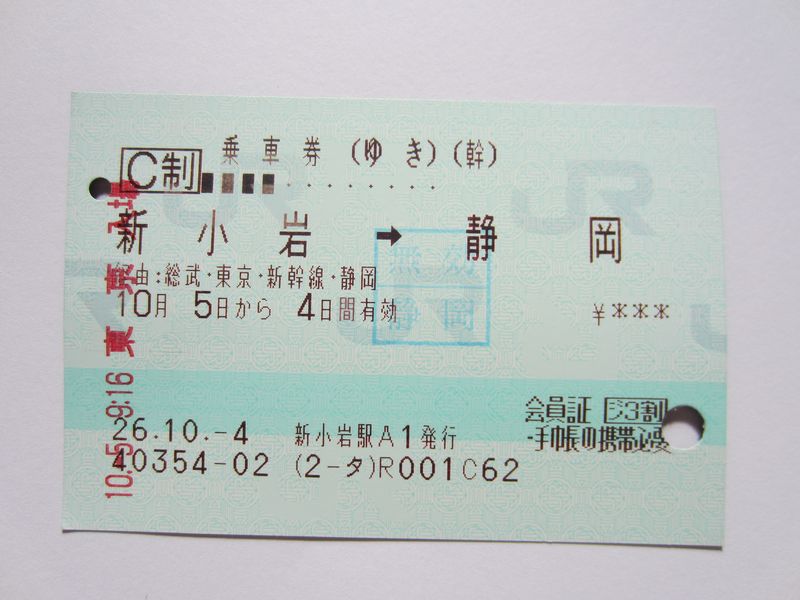 C制 乗車券 (ゆき) (幹)
新小岩 → 静岡
経由:総武・東京・新幹線・静岡
10月 5日から 4日間有効
¥***
無効
静岡
10.5 9:16 東京 入場
会員証 ジ3割
・手帳の携帯必要
26.10.-4 新小岩駅A1発行
40354-02 (2-タ)R001C62
JR